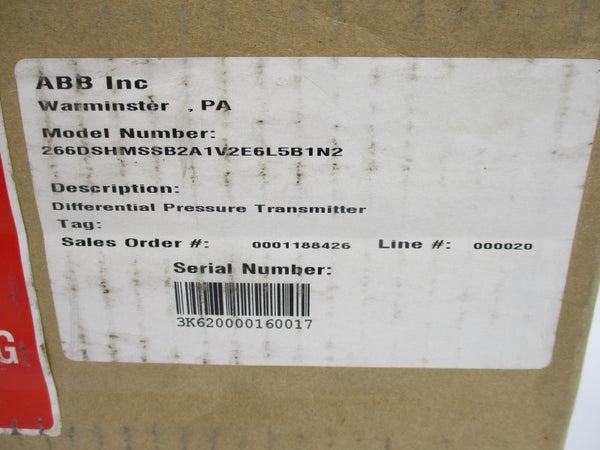 ABB Inc
Warminster , PA
Model Number:
266DSHMSSB2A1V2E6L5B1N2
Description:
Differential Pressure Transmitter
Tag:
Sales Order #: 0001188426 Line #: 000020
Serial Number:
3K620000160017
G